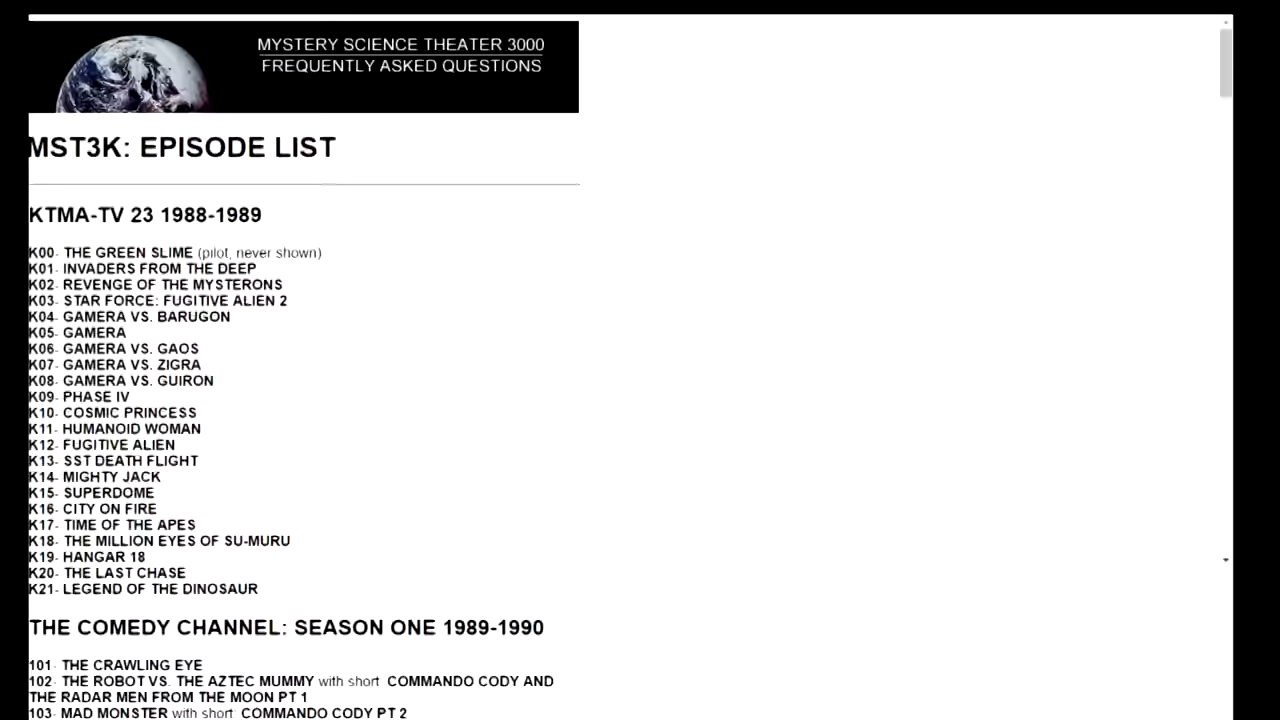 MYSTERY SCIENCE THEATER 3000
FREQUENTLY ASKED QUESTIONS
MST3K: EPISODE LIST
KTMA-TV 23 1988-1989
K00- THE GREEN SLIME (pilot, never shown)
K01- INVADERS FROM THE DEEP
K02- REVENGE OF THE MYSTERONS
K03- STAR FORCE: FUGITIVE ALIEN 2
K04- GAMERA VS. BARUGON
K05- GAMERA
K06- GAMERA VS. GAOS
K07- GAMERA VS. ZIGRA
K08- GAMERA VS. GUIRON
K09- PHASE IV
K10- COSMIC PRINCESS
K11- HUMANOID WOMAN
K12- FUGITIVE ALIEN
K13- SST DEATH FLIGHT
K14- MIGHTY JACK
K15- SUPERDOME
K16- CITY ON FIRE
K17- TIME OF THE APES
K18- THE MILLION EYES OF SU-MURU
K19- HANGAR 18
K20- THE LAST CHASE
K21- LEGEND OF THE DINOSAUR
THE COMEDY CHANNEL: SEASON ONE 1989-1990
101- THE CRAWLING EYE
102- THE ROBOT VS. THE AZTEC MUMMY with short: COMMANDO CODY AND
THE RADAR MEN FROM THE MOON PT 1
103- MAD MONSTER with short: COMMANDO CODY PT 2